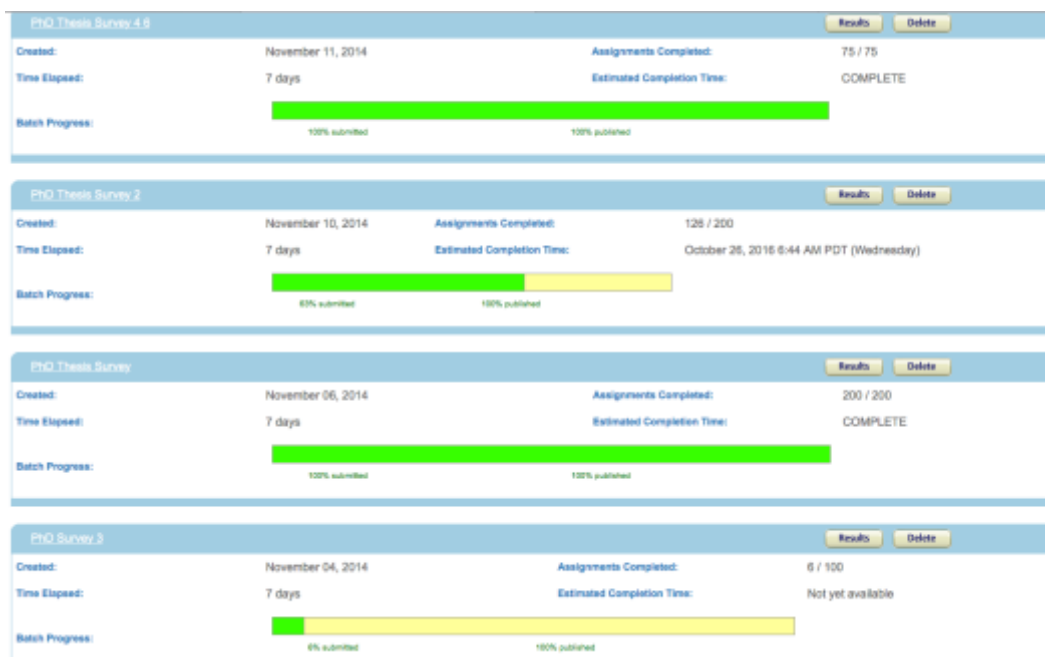 PhD Thesis Survey 4.6 Results Delete
Created: November 11, 2014 Assignments Completed: 75 / 75
Time Elapsed: 7 days Estimated Completion Time: COMPLETE
Batch Progress:
100% submitted 100% published
PhD Thesis Survey 2 Results Delete
Created: November 10, 2014 Assignments Completed: 126 / 200
Time Elapsed: 7 days Estimated Completion Time: October 26, 2016 6:44 AM PDT (Wednesday)
Batch Progress:
63% submitted 100% published
PhD Thesis Survey Results Delete
Created: November 06, 2014 Assignments Completed: 200 / 200
Time Elapsed: 7 days Estimated Completion Time: COMPLETE
Batch Progress:
100% submitted 100% published
PhD Survey 3 Results Delete
Created: November 04, 2014 Assignments Completed: 6 / 100
Time Elapsed: 7 days Estimated Completion Time: Not yet available
Batch Progress:
6% submitted 100% published